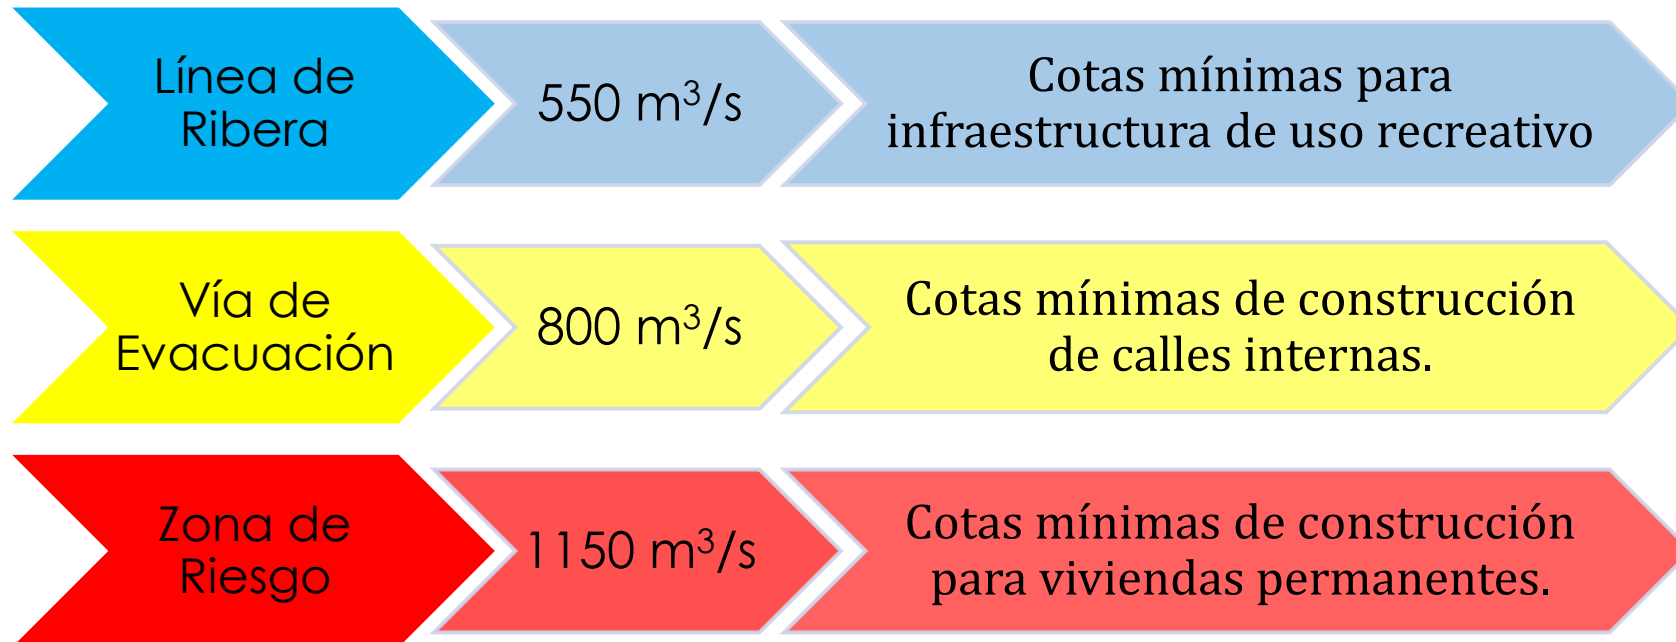 Línea de
Ribera
550 m³/s
Cotas mínimas para
infraestructura de uso recreativo
Vía de
Evacuación
800 m³/s
Cotas mínimas de construcción
de calles internas.
Zona de
Riesgo
1150 m³/s
Cotas mínimas de construcción
para viviendas permanentes.